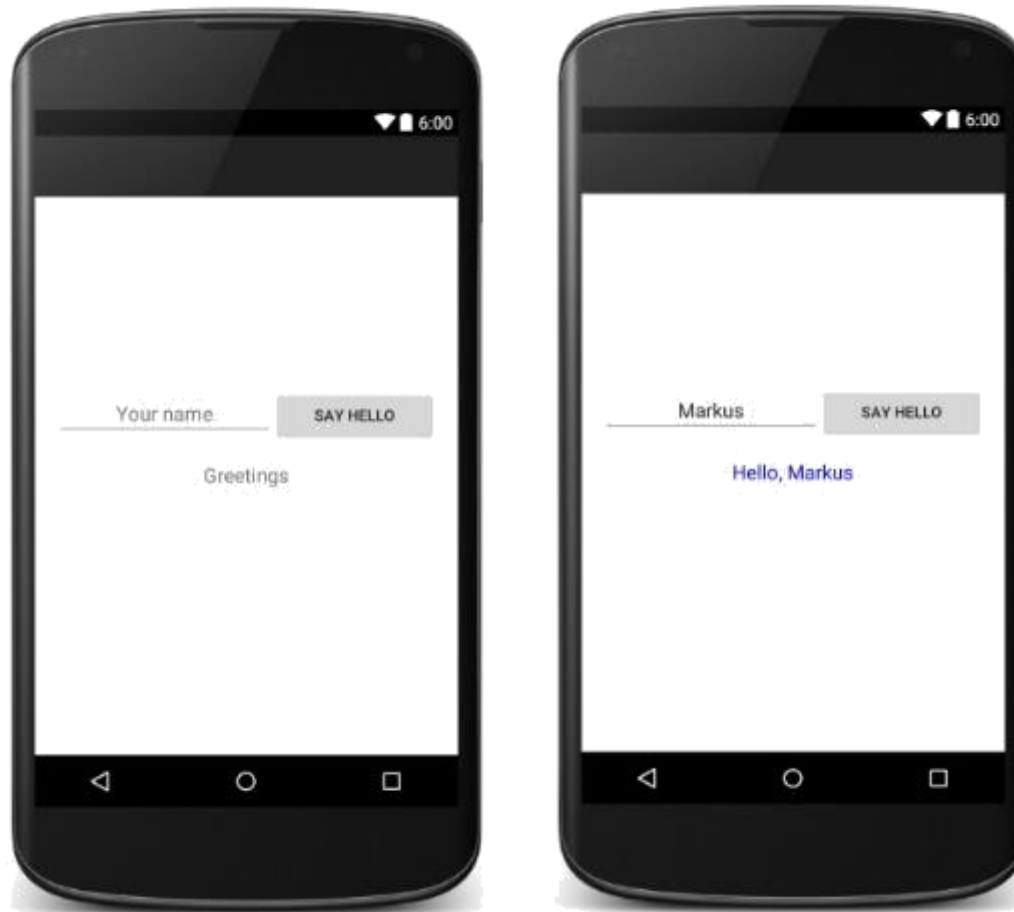 6:00
Your name
SAY HELLO
Greetings
6:00
Markus
SAY HELLO
Hello, Markus